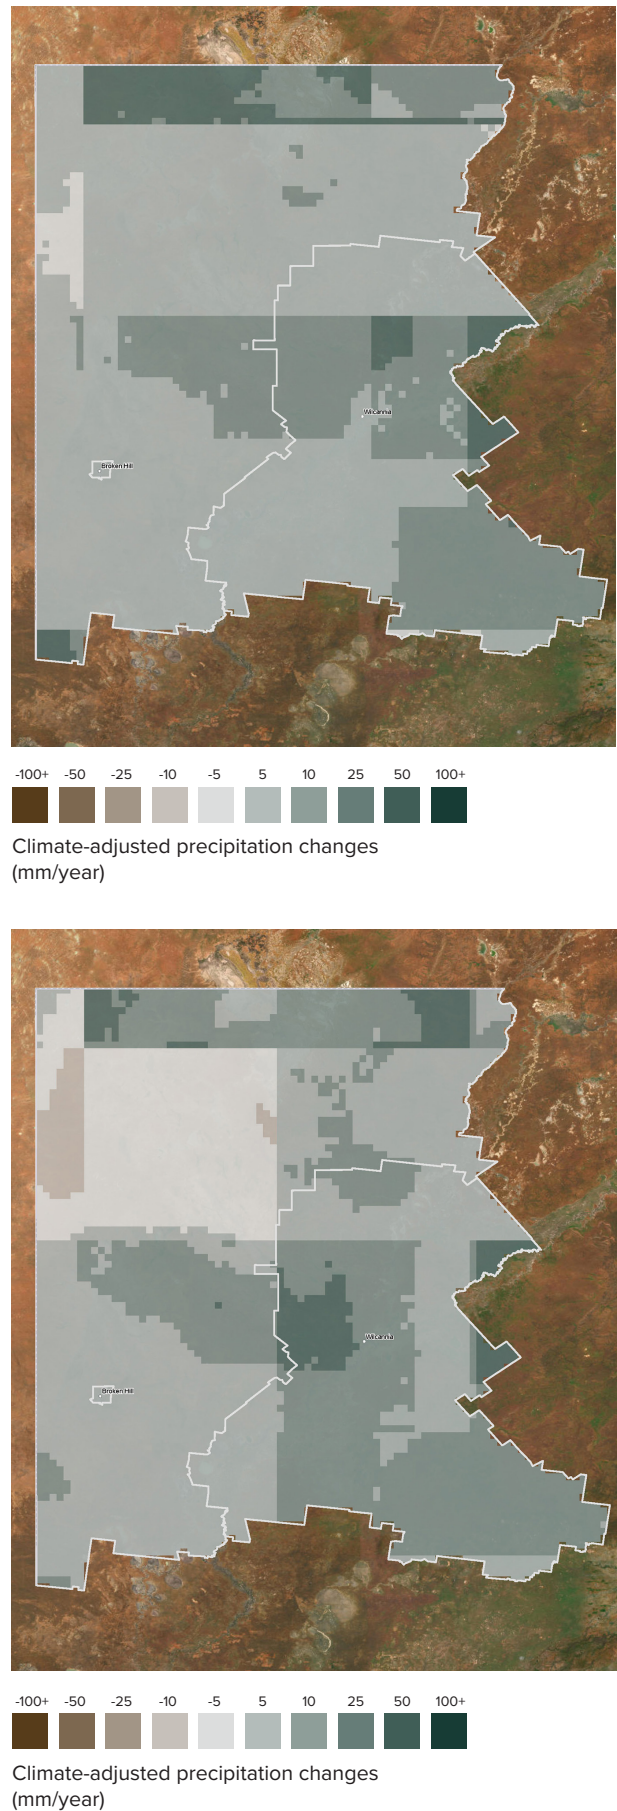 Wilcannia
Broken Hill
-100+ -50 -25 -10 -5 5 10 25 50 100+
Climate-adjusted precipitation changes
(mm/year)
Wilcannia
Broken Hill
-100+ -50 -25 -10 -5 5 10 25 50 100+
Climate-adjusted precipitation changes
(mm/year)